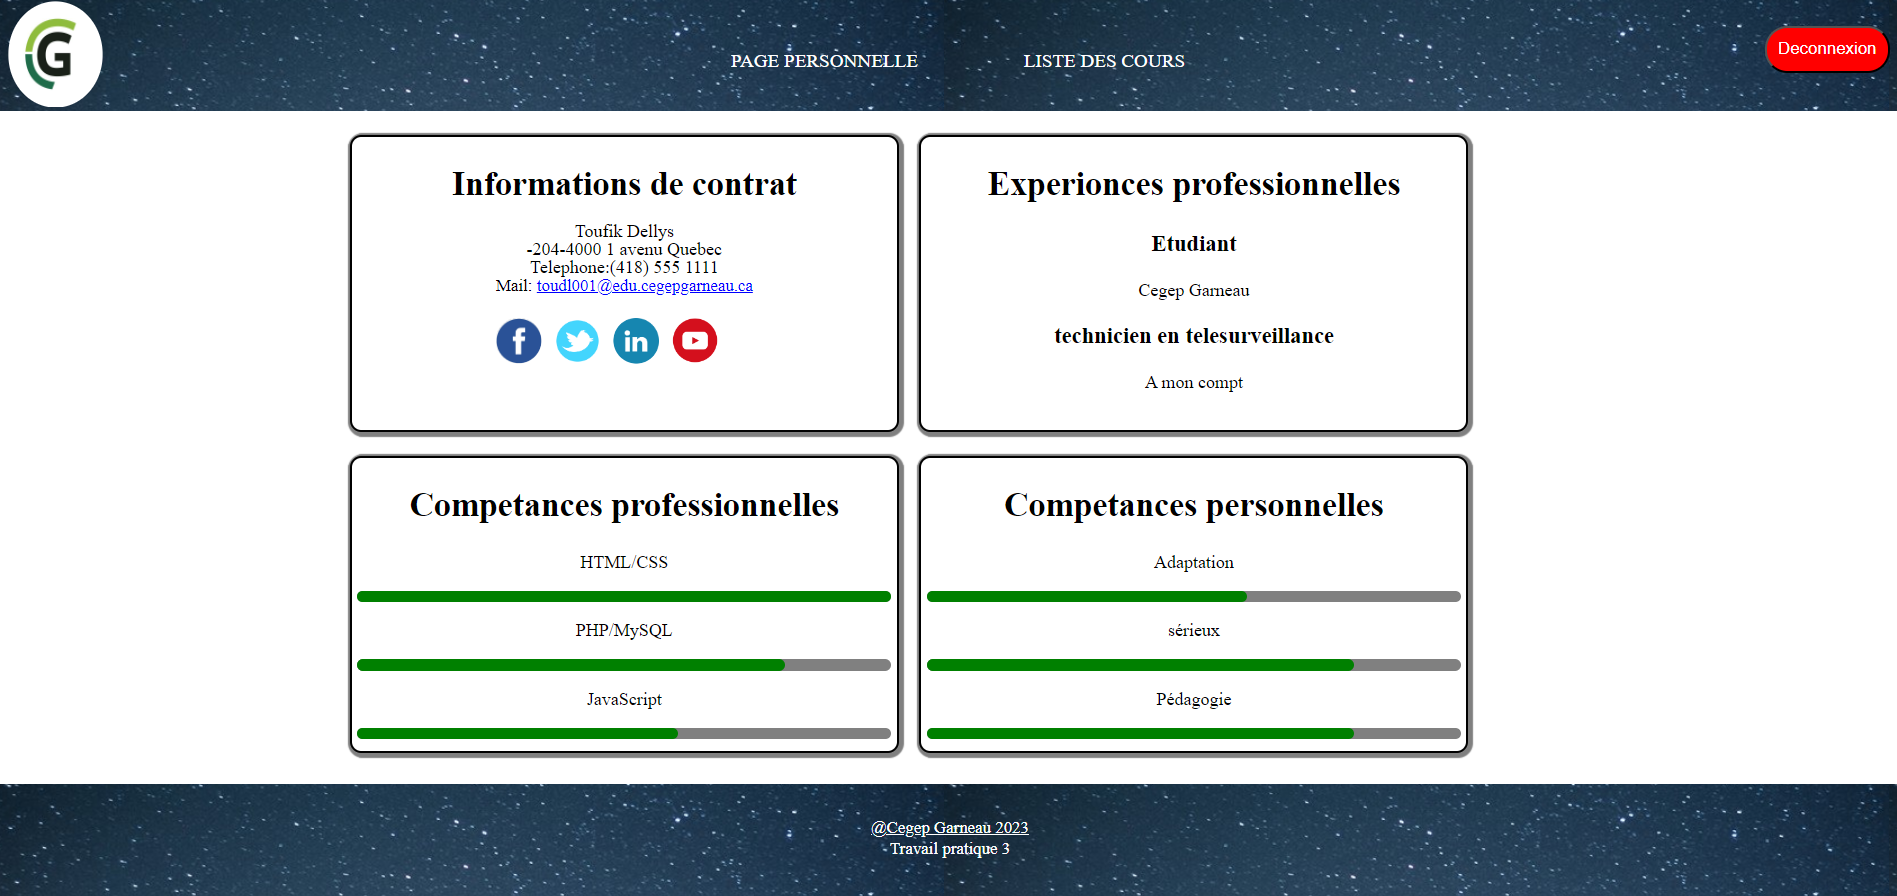 G
PAGE PERSONNELLE
LISTE DES COURS
Deconnexion
Informations de contrat
Toufik Dellys
-204-4000 1 avenu Quebec
Telephone:(418) 555 1111
Mail: toudl001@edu.cegepgarneau.ca
f
in
Experionces professionnelles
Etudiant
Cegep Garneau
technicien en telesurveillance
A mon compt
Competances professionnelles
HTML/CSS
PHP/MySQL
JavaScript
Competances personnelles
Adaptation
sérieux
Pédagogie
@Cegep Garneau 2023
Travail pratique 3